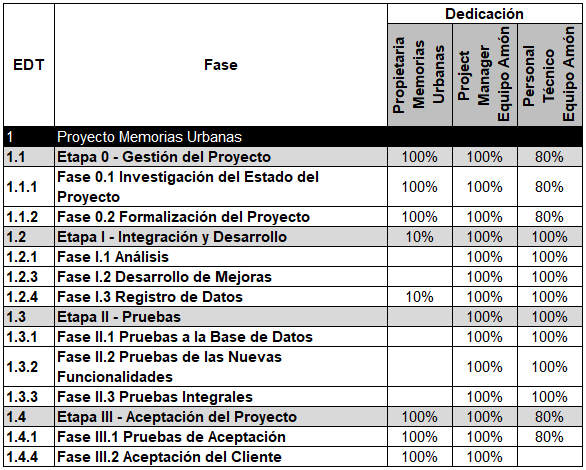 Dedicación
EDT Fase Propietaria Memorias Urbanas Project Manager Equipo Amón Personal Técnico Equipo Amón
1 Proyecto Memorias Urbanas
1.1 Etapa 0 - Gestión del Proyecto 100% 100% 80%
1.1.1 Fase 0.1 Investigación del Estado del
Proyecto 100% 100% 80%
1.1.2 Fase 0.2 Formalización del Proyecto 100% 100% 80%
1.2 Etapa I - Integración y Desarrollo 10% 100% 100%
1.2.1 Fase I.1 Análisis 100% 100%
1.2.3 Fase I.2 Desarrollo de Mejoras 100% 100%
1.2.4 Fase I.3 Registro de Datos 10% 100% 100%
1.3 Etapa II - Pruebas 100% 100%
1.3.1 Fase II.1 Pruebas a la Base de Datos 100% 100%
1.3.2 Fase II.2 Pruebas de las Nuevas
Funcionalidades 100% 100%
1.3.3 Fase II.3 Pruebas Integrales 100% 100%
1.4 Etapa III - Aceptación del Proyecto 100% 100% 80%
1.4.1 Fase III.1 Pruebas de Aceptación 100% 100% 80%
1.4.4 Fase III.2 Aceptación del Cliente 100% 100%